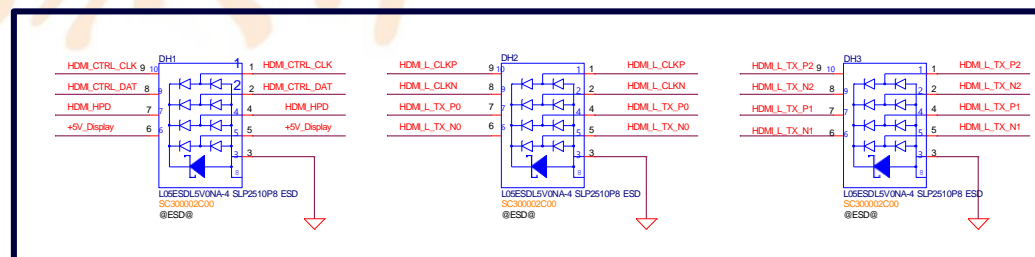 DH1
HDMI_CTRL_CLK 9 10 1 1 HDMI_CTRL_CLK
HDMI_CTRL_DAT 8 9 2 2 HDMI_CTRL_DAT
HDMI_HPD 7 7 4 4 HDMI_HPD
+5V_Display 6 6 5 5 +5V_Display
3 3
8
L05ESDL5V0NA-4 SLP2510P8 ESD
SC300002C00
@ESD@
DH2
HDMI_L_CLKP 9 10 1 1 HDMI_L_CLKP
HDMI_L_CLKN 8 9 2 2 HDMI_L_CLKN
HDMI_L_TX_P0 7 7 4 4 HDMI_L_TX_P0
HDMI_L_TX_N0 6 6 5 5 HDMI_L_TX_N0
3 3
8
L05ESDL5V0NA-4 SLP2510P8 ESD
SC300002C00
@ESD@
DH3
HDMI_L_TX_P2 9 10 1 1 HDMI_L_TX_P2
HDMI_L_TX_N2 8 9 2 2 HDMI_L_TX_N2
HDMI_L_TX_P1 7 7 4 4 HDMI_L_TX_P1
HDMI_L_TX_N1 6 6 5 5 HDMI_L_TX_N1
3 3
8
L05ESDL5V0NA-4 SLP2510P8 ESD
SC300002C00
@ESD@